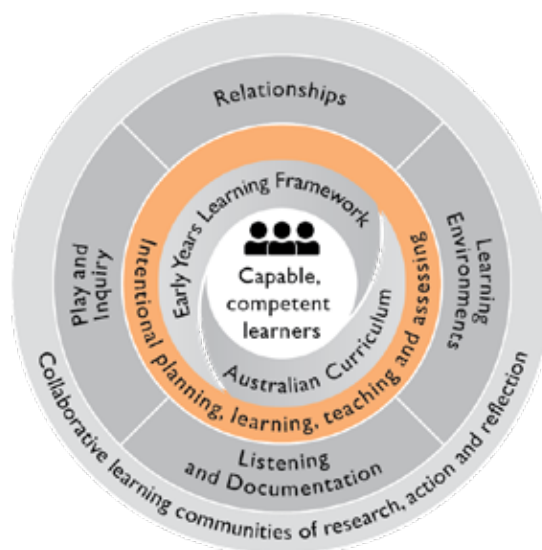 Relationships
Early Years Learning Framework
Capable,
competent
learners
Australian Curriculum
Intentional planning, learning, teaching and assessing
Play and
Inquiry
Learning
Environments
Listening
and Documentation
Collaborative learning communities of research, action and reflection